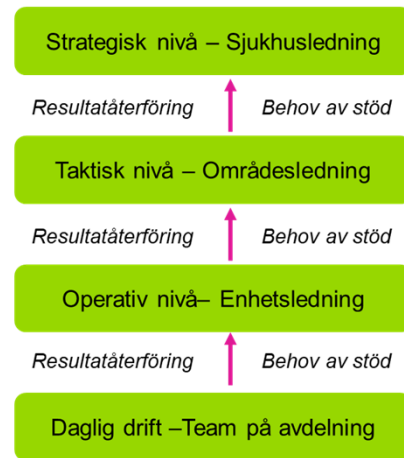 Strategisk nivå – Sjukhusledning
Resultatåterföring Behov av stöd
Taktisk nivå – Områdesledning
Resultatåterföring Behov av stöd
Operativ nivå– Enhetsledning
Resultatåterföring Behov av stöd
Daglig drift –Team på avdelning